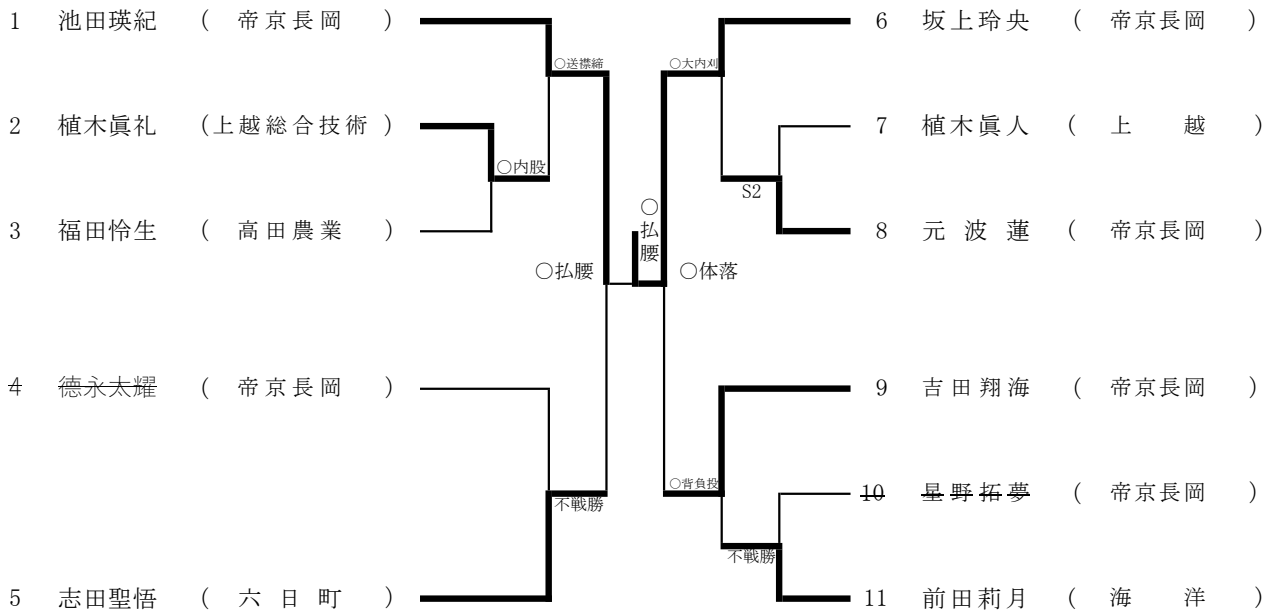 1 池田瑛紀 ( 帝京長岡 )
○送襟締
2 植木眞礼 (上越総合技術 )
○内股
3 福田怜生 ( 高田農業 )
○払腰
4 德永太耀 ( 帝京長岡 )
不戦勝
5 志田聖悟 ( 六日町 )
○払腰
6 坂上玲央 ( 帝京長岡 )
○大内刈
7 植木眞人 ( 上越 )
S2
8 元波蓮 ( 帝京長岡 )
○体落
9 吉田翔海 ( 帝京長岡 )
○背負投
10 星野拓夢 ( 帝京長岡 )
不戦勝
11 前田莉月 ( 海洋 )